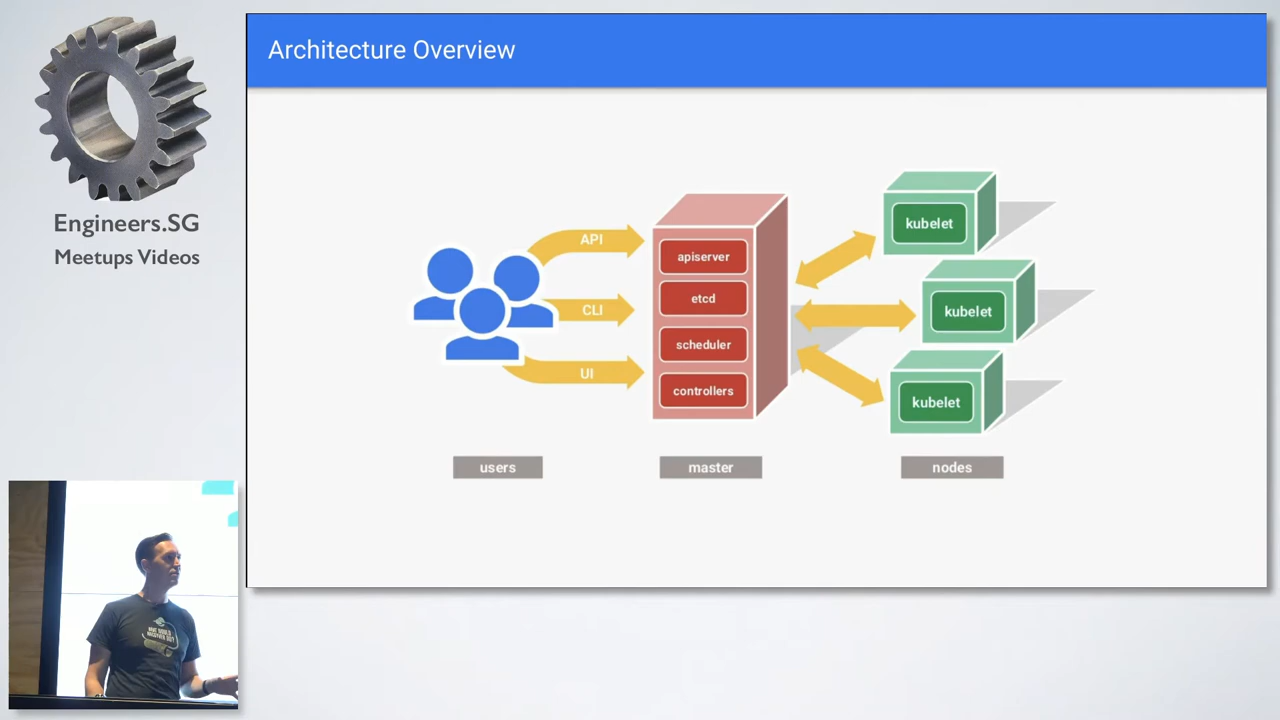 Engineers.SG
Meetups Videos
Architecture Overview
API
CLI
UI
apiserver
etcd
scheduler
controllers
kubelet
kubelet
kubelet
users
master
nodes